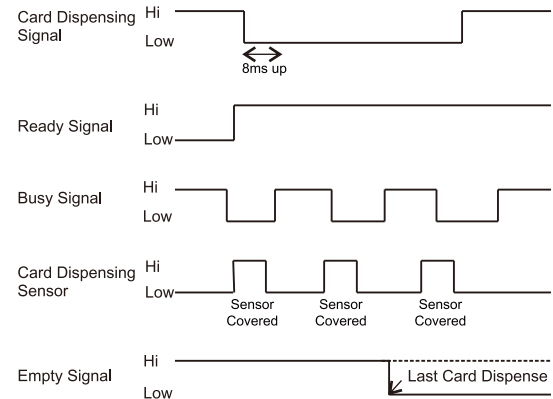 Card Dispensing
Signal
Hi
Low
8ms up
Ready Signal
Hi
Low
Busy Signal
Hi
Low
Card Dispensing
Sensor
Hi
Low
Sensor
Covered
Sensor
Covered
Sensor
Covered
Empty Signal
Hi
Low
Last Card Dispense